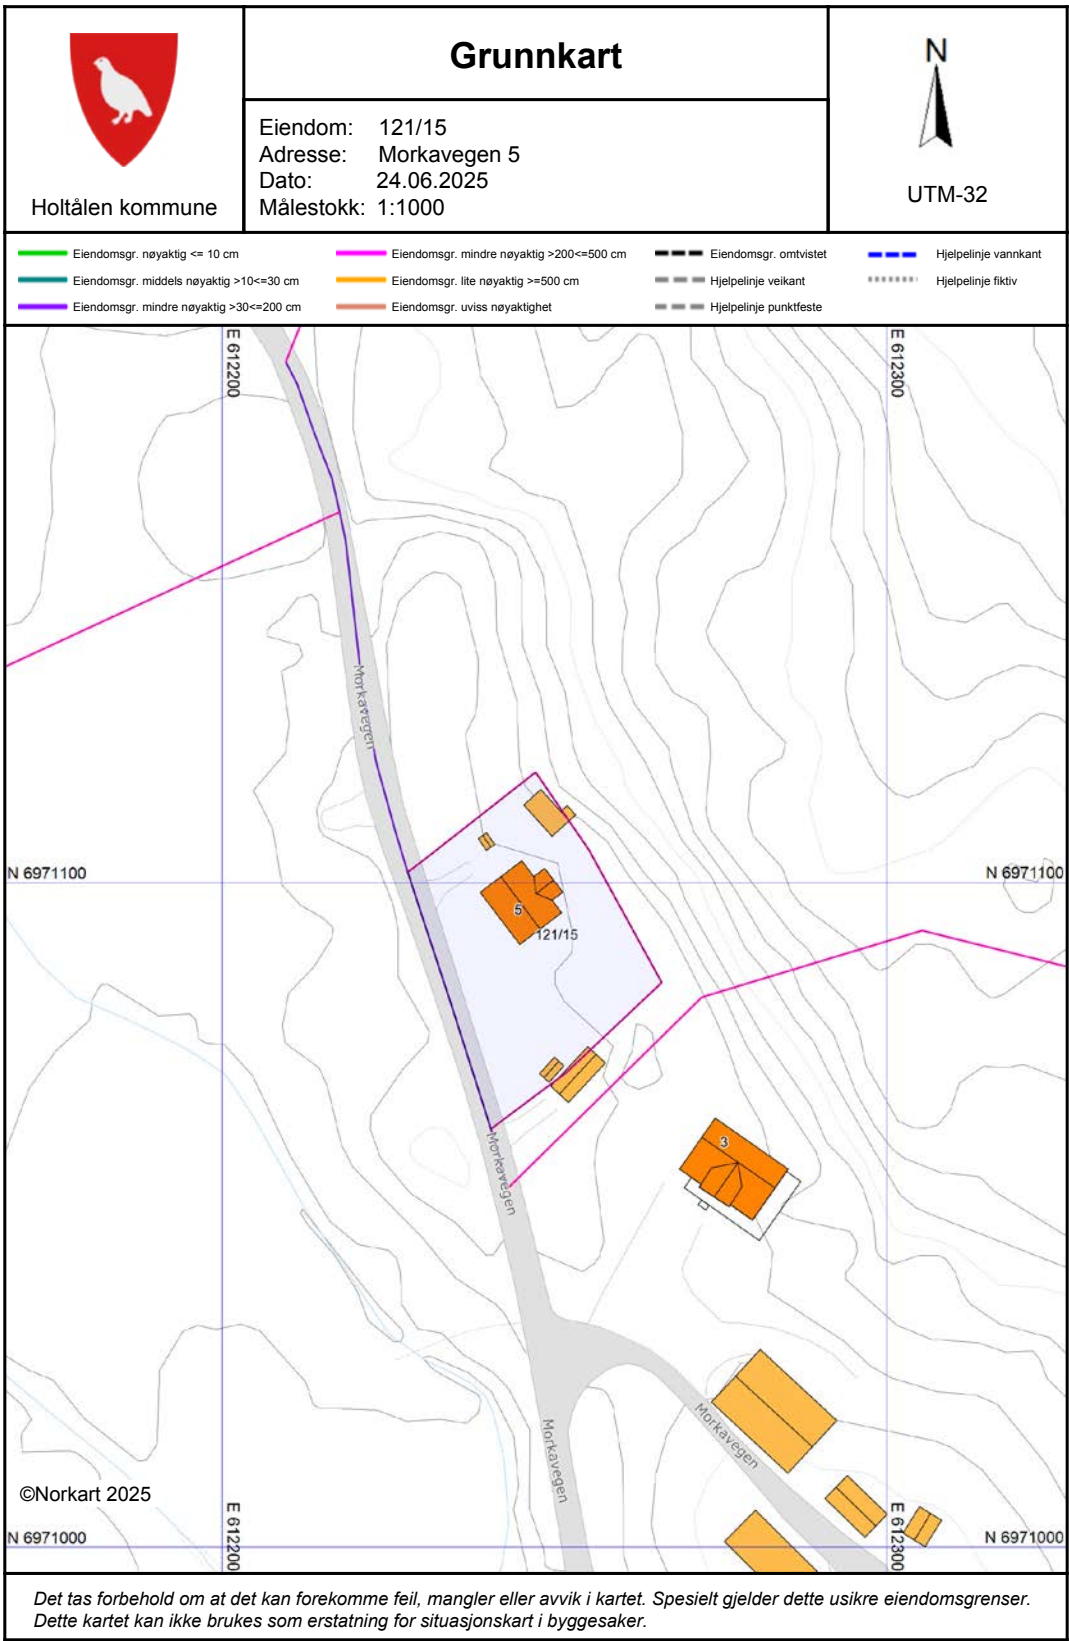 Grunnkart
Holtålen kommune
Eiendom: 121/15
Adresse: Morkavegen 5
Dato: 24.06.2025
Målestokk: 1:1000
N
UTM-32
Eiendomsgr. nøyaktig <= 10 cm
Eiendomsgr. middels nøyaktig >10<=30 cm
Eiendomsgr. mindre nøyaktig >30<=200 cm
Eiendomsgr. mindre nøyaktig >200<=500 cm
Eiendomsgr. lite nøyaktig >=500 cm
Eiendomsgr. uviss nøyaktighet
Eiendomsgr. omtvistet
Hjelpelinje veikant
Hjelpelinje punktfeste
Hjelpelinje vannkant
Hjelpelinje fiktiv
E 612200
E 612300
Morkavegen
N 6971100
N 6971100
5
121/15
Morkavegen
3
Morkavegen
Morkavegen
©Norkart 2025
E 612200
E 612300
N 6971000
N 6971000
Det tas forbehold om at det kan forekomme feil, mangler eller avvik i kartet. Spesielt gjelder dette usikre eiendomsgrenser.
Dette kartet kan ikke brukes som erstatning for situasjonskart i byggesaker.